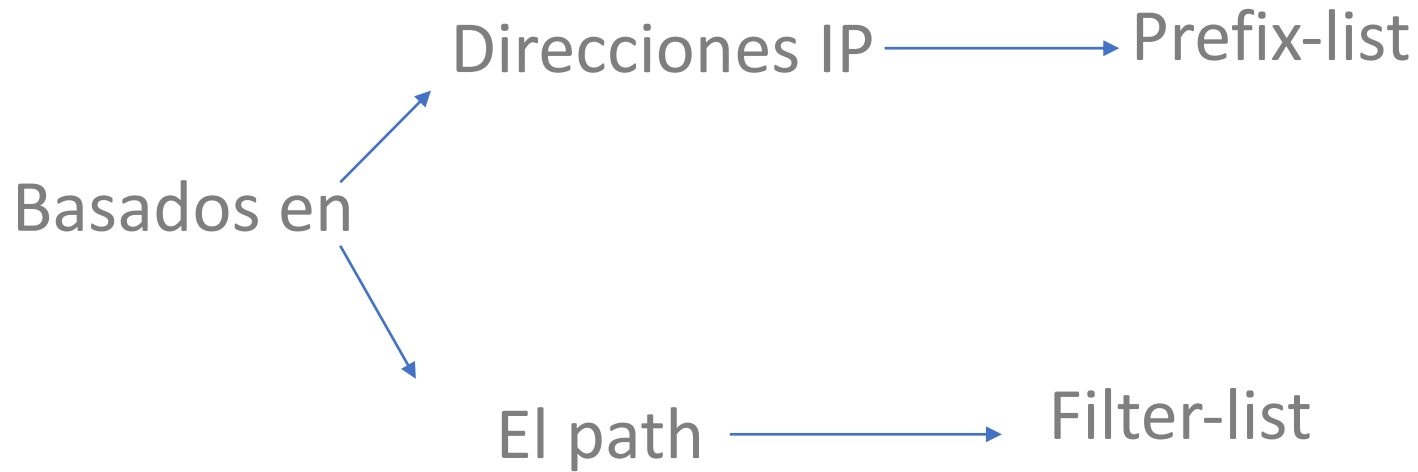 Direcciones IP
Prefix-list
Basados en
El path
Filter-list